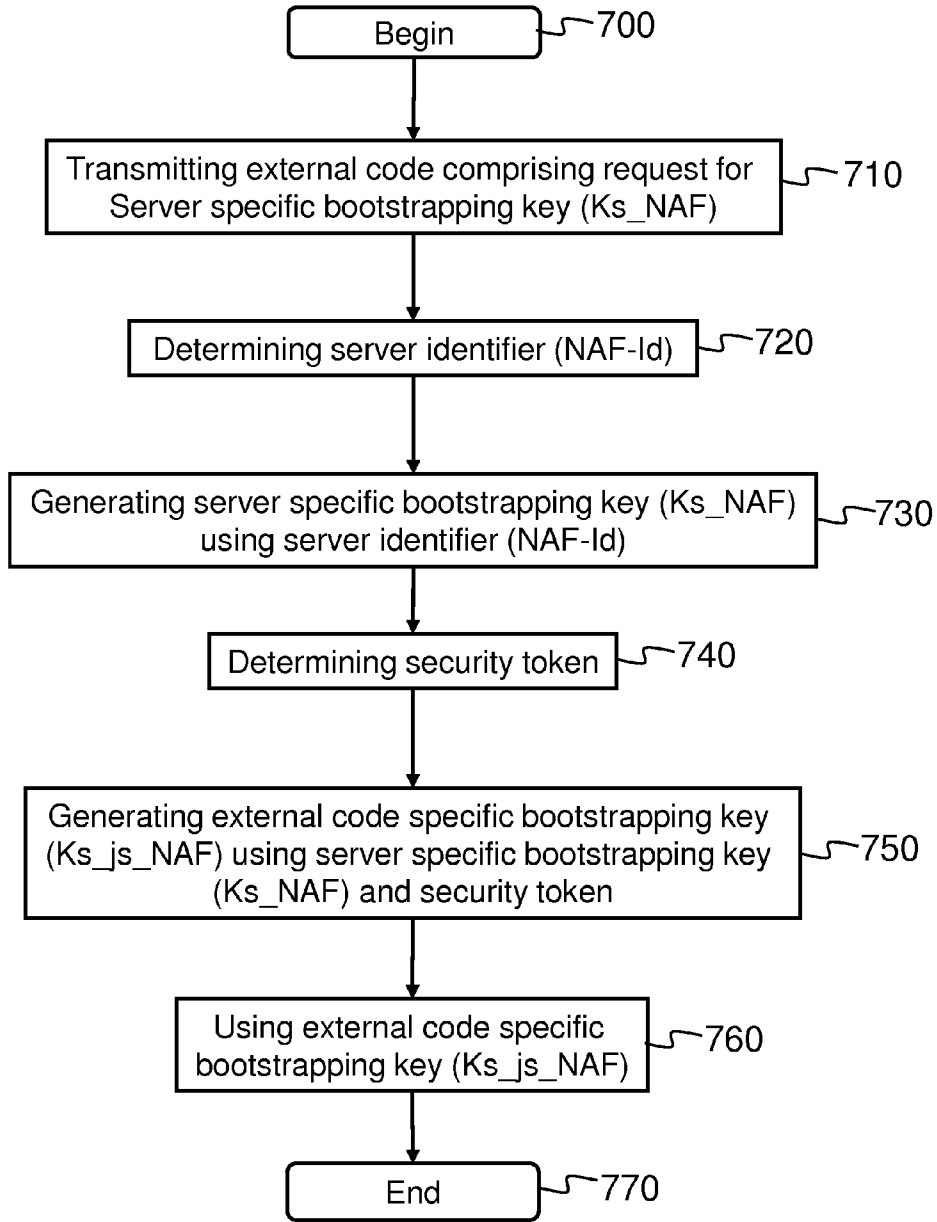 Begin
700
Transmitting external code comprising request for
Server specific bootstrapping key (Ks_NAF)
710
Determining server identifier (NAF-Id)
720
Generating server specific bootstrapping key (Ks_NAF)
using server identifier (NAF-Id)
730
Determining security token
740
Generating external code specific bootstrapping key
(Ks_js_NAF) using server specific bootstrapping key
(Ks_NAF) and security token
750
Using external code specific
bootstrapping key (Ks_js_NAF)
760
End
770